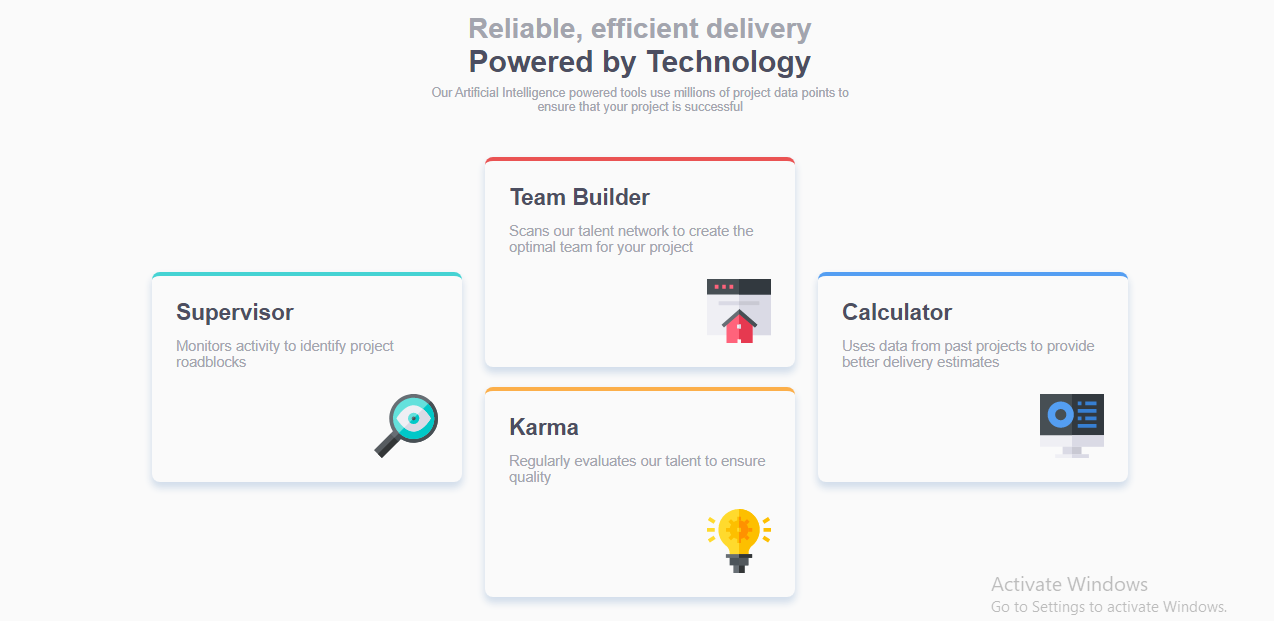 Reliable, efficient delivery
Powered by Technology
Our Artificial Intelligence powered tools use millions of project data points to
ensure that your project is successful
Supervisor
Monitors activity to identify project
roadblocks
Team Builder
Scans our talent network to create the
optimal team for your project
Karma
Regularly evaluates our talent to ensure
quality
Calculator
Uses data from past projects to provide
better delivery estimates
Activate Windows
Go to Settings to activate Windows.